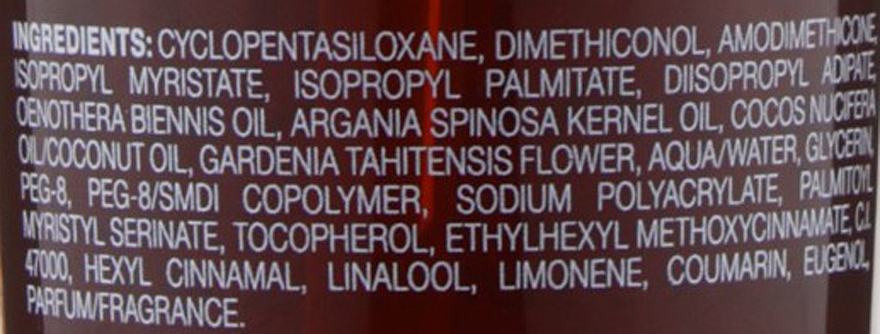 INGREDIENTS: CYCLOPENTASILOXANE, DIMETHICONOL, AMODIMETHICONE,
ISOPROPYL MYRISTATE, ISOPROPYL PALMITATE, DIISOPROPYL ADIPATE,
OENOTHERA BIENNIS OIL, ARGANIA SPINOSA KERNEL OIL, COCOS NUCIFERA
OIL/COCONUT OIL, GARDENIA TAHITENSIS FLOWER, AQUA/WATER, GLYCERIN,
PEG-8, PEG-8/SMDI COPOLYMER, SODIUM POLYACRYLATE, PALMITOYL
MYRISTYL SERINATE, TOCOPHEROL, ETHYLHEXYL METHOXYCINNAMATE, C.I.
47000, HEXYL CINNAMAL, LINALOOL, LIMONENE, COUMARIN, EUGENOL,
PARFUM/FRAGRANCE.